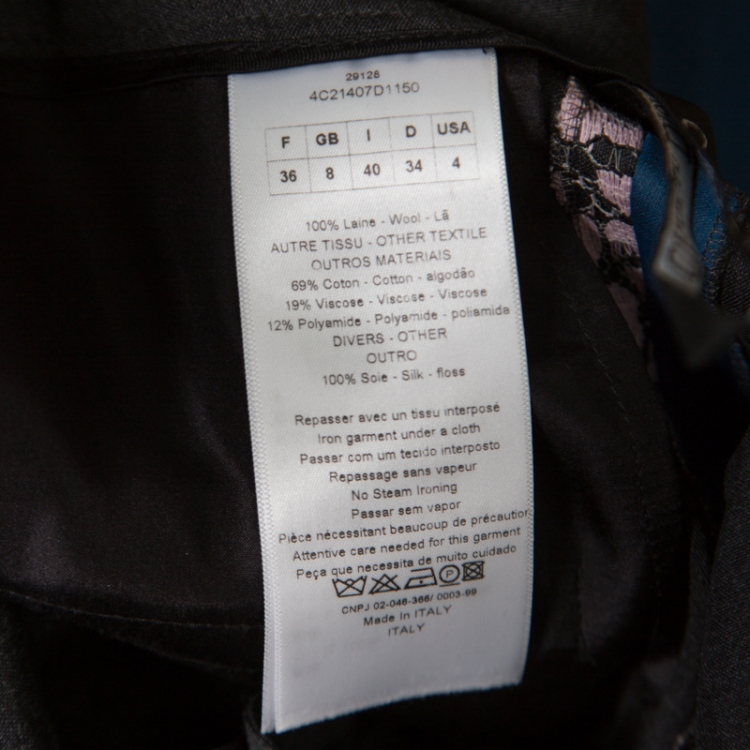 29128
4C21407D1150
F GB I D USA
36 8 40 34 4
100% Laine - Wool - Lã
AUTRE TISSU - OTHER TEXTILE
OUTROS MATERIAIS
69% Coton - Cotton - algodão
19% Viscose - Viscose - Viscose
12% Polyamide - Polyamide - poliamida
DIVERS - OTHER
OUTRO
100% Soie - Silk - floss
Repasser avec un tissu interposé
Iron garment under a cloth
Passar com um tecido interposto
Repassage sans vapeur
No Steam Ironing
Passar sem vapor
Pièce nécessitant beaucoup de précaution
Attentive care needed for this garment
Peça que necessita de muito cuidado
P
CNPJ 02-046-366/ 0003-99
Made In ITALY
ITALY